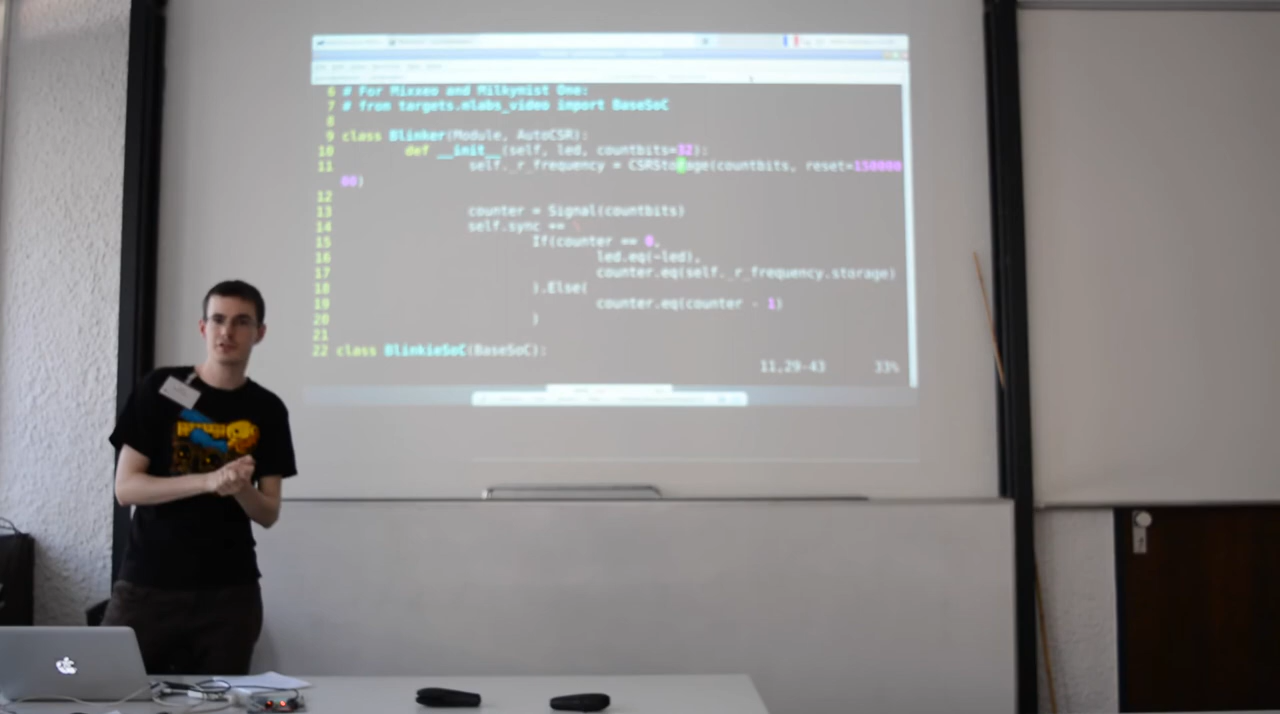 6 # For Mixxeo and Milkymist One:
7 # from targets.mlabs_video import BaseSoC
8
9 class Blinker(Module, AutoCSR):
10 def __init__(self, led, countbits=32):
11 self._r_frequency = CSRStorage(countbits, reset=150000
00)
12
13 counter = Signal(countbits)
14 self.sync += \
15 If(counter == 0,
16 led.eq(~led),
17 counter.eq(self._r_frequency.storage)
18 ).Else(
19 counter.eq(counter - 1)
20 )
21
22 class BlinkieSoC(BaseSoC):
11,29-43 33%